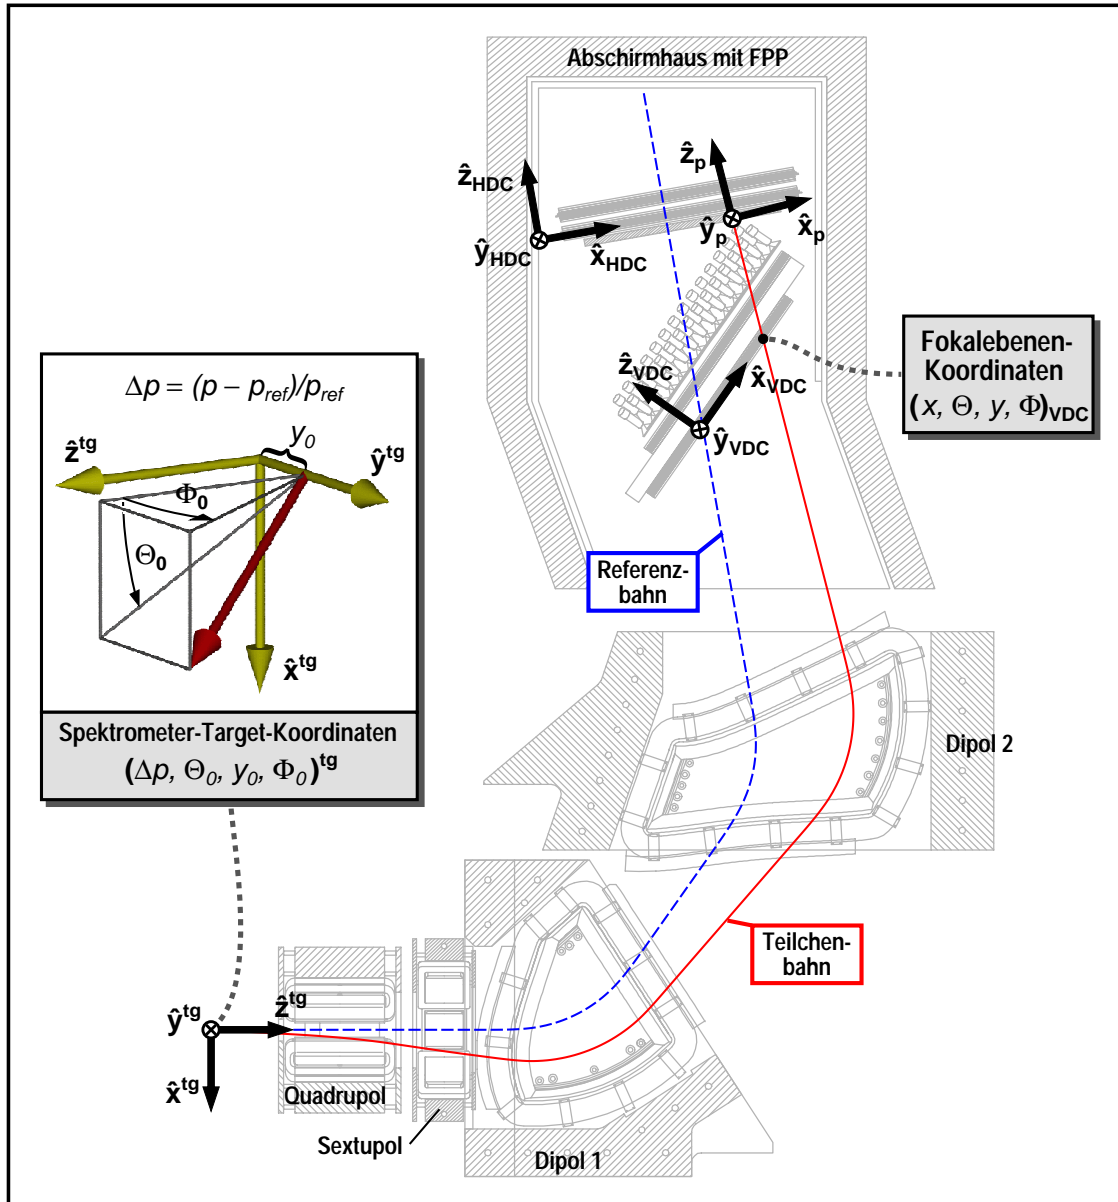 Abschirmhaus mit FPP
ẑp
ẑHDC
x̂p
ŷp
ŷHDC
x̂HDC
Fokalebenen-
Koordinaten
(x, Θ, y, Φ)VDC
ẑVDC
x̂VDC
ŷVDC
Δp = (p − pref)/pref
y0
ẑtg
ŷtg
Φ0
Θ0
x̂tg
Spektrometer-Target-Koordinaten
(Δp, Θ0, y0, Φ0)tg
Referenz-
bahn
Dipol 2
Teilchen-
bahn
ŷtg
ẑtg
x̂tg
Quadrupol
Sextupol
Dipol 1